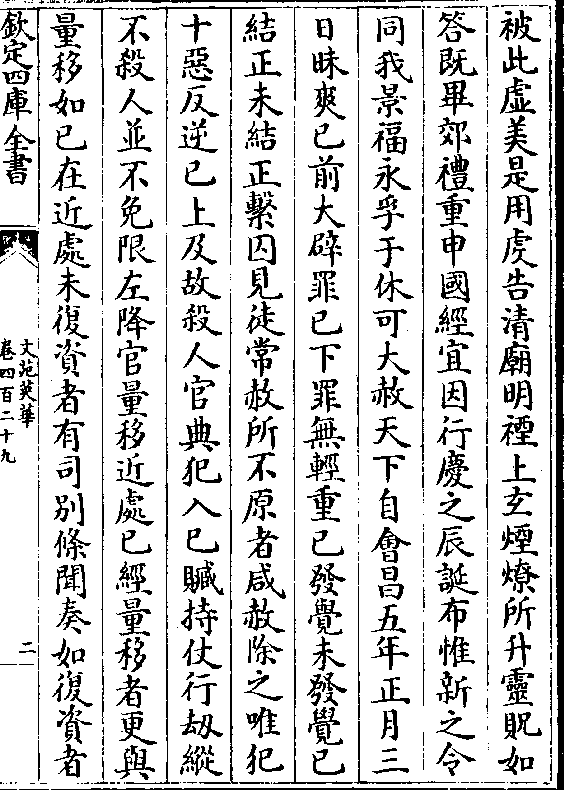 被此虚美是用虔告清廟明禋上玄煙燎所升靈貺如
答既畢郊禮重申國經宜因行慶之辰誕布惟新之令
同我景福永孚于休可大赦天下自會昌五年正月三
日昧爽已前大辟罪已下罪無輕重已發覺未發覺已
結正未結正繫囚見徒常赦所不原者咸赦除之唯犯
十惡反逆已上及故殺人官典犯入已贓持仗行刼縱
不殺人並不免限左降官量移近處已經量移者更與
量移如已在近處未復資者有司别條聞奏如復資者
欽定四庫全書
文苑英華
卷四百二十九
二